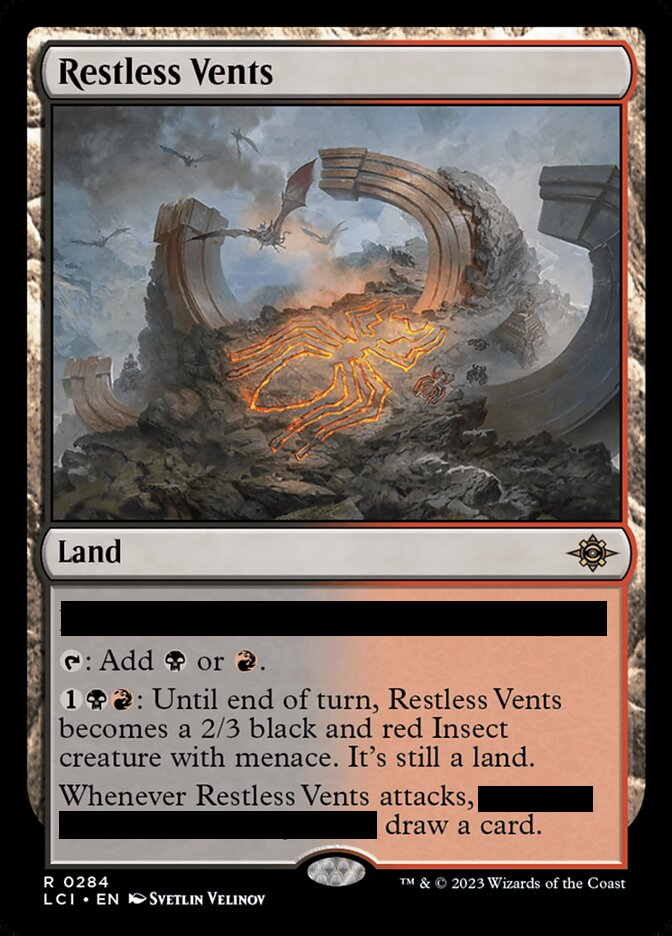 Restless Vents
Land
: Add or .
1: Until end of turn, Restless Vents
becomes a 2/3 black and red Insect
creature with menace. It's still a land.
Whenever Restless Vents attacks,
draw a card.
R 0284
LCI • EN Svetlin Velinov
™ & © 2023 Wizards of the Coast